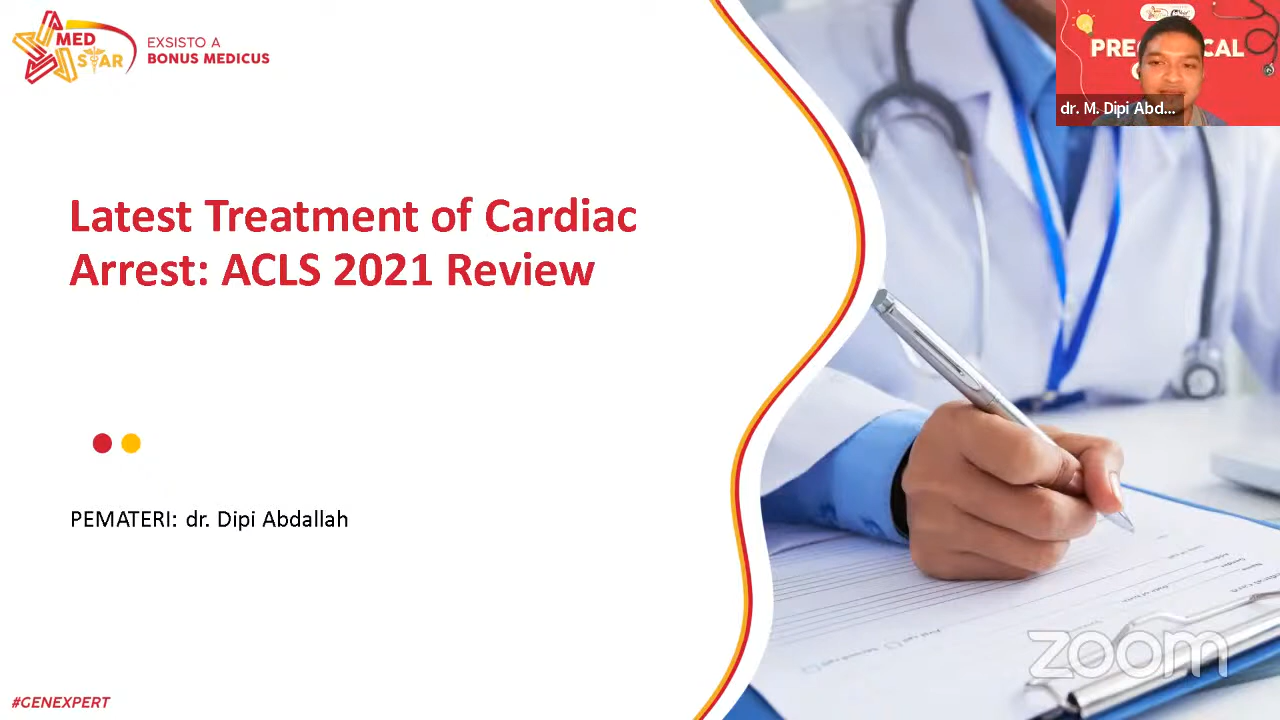 MED
STAR
EXSISTO A
BONUS MEDICUS
dr. M. Dipi Abd...
Latest Treatment of Cardiac
Arrest: ACLS 2021 Review
PEMATERI: dr. Dipi Abdallah
zoom
#GENEXPERT